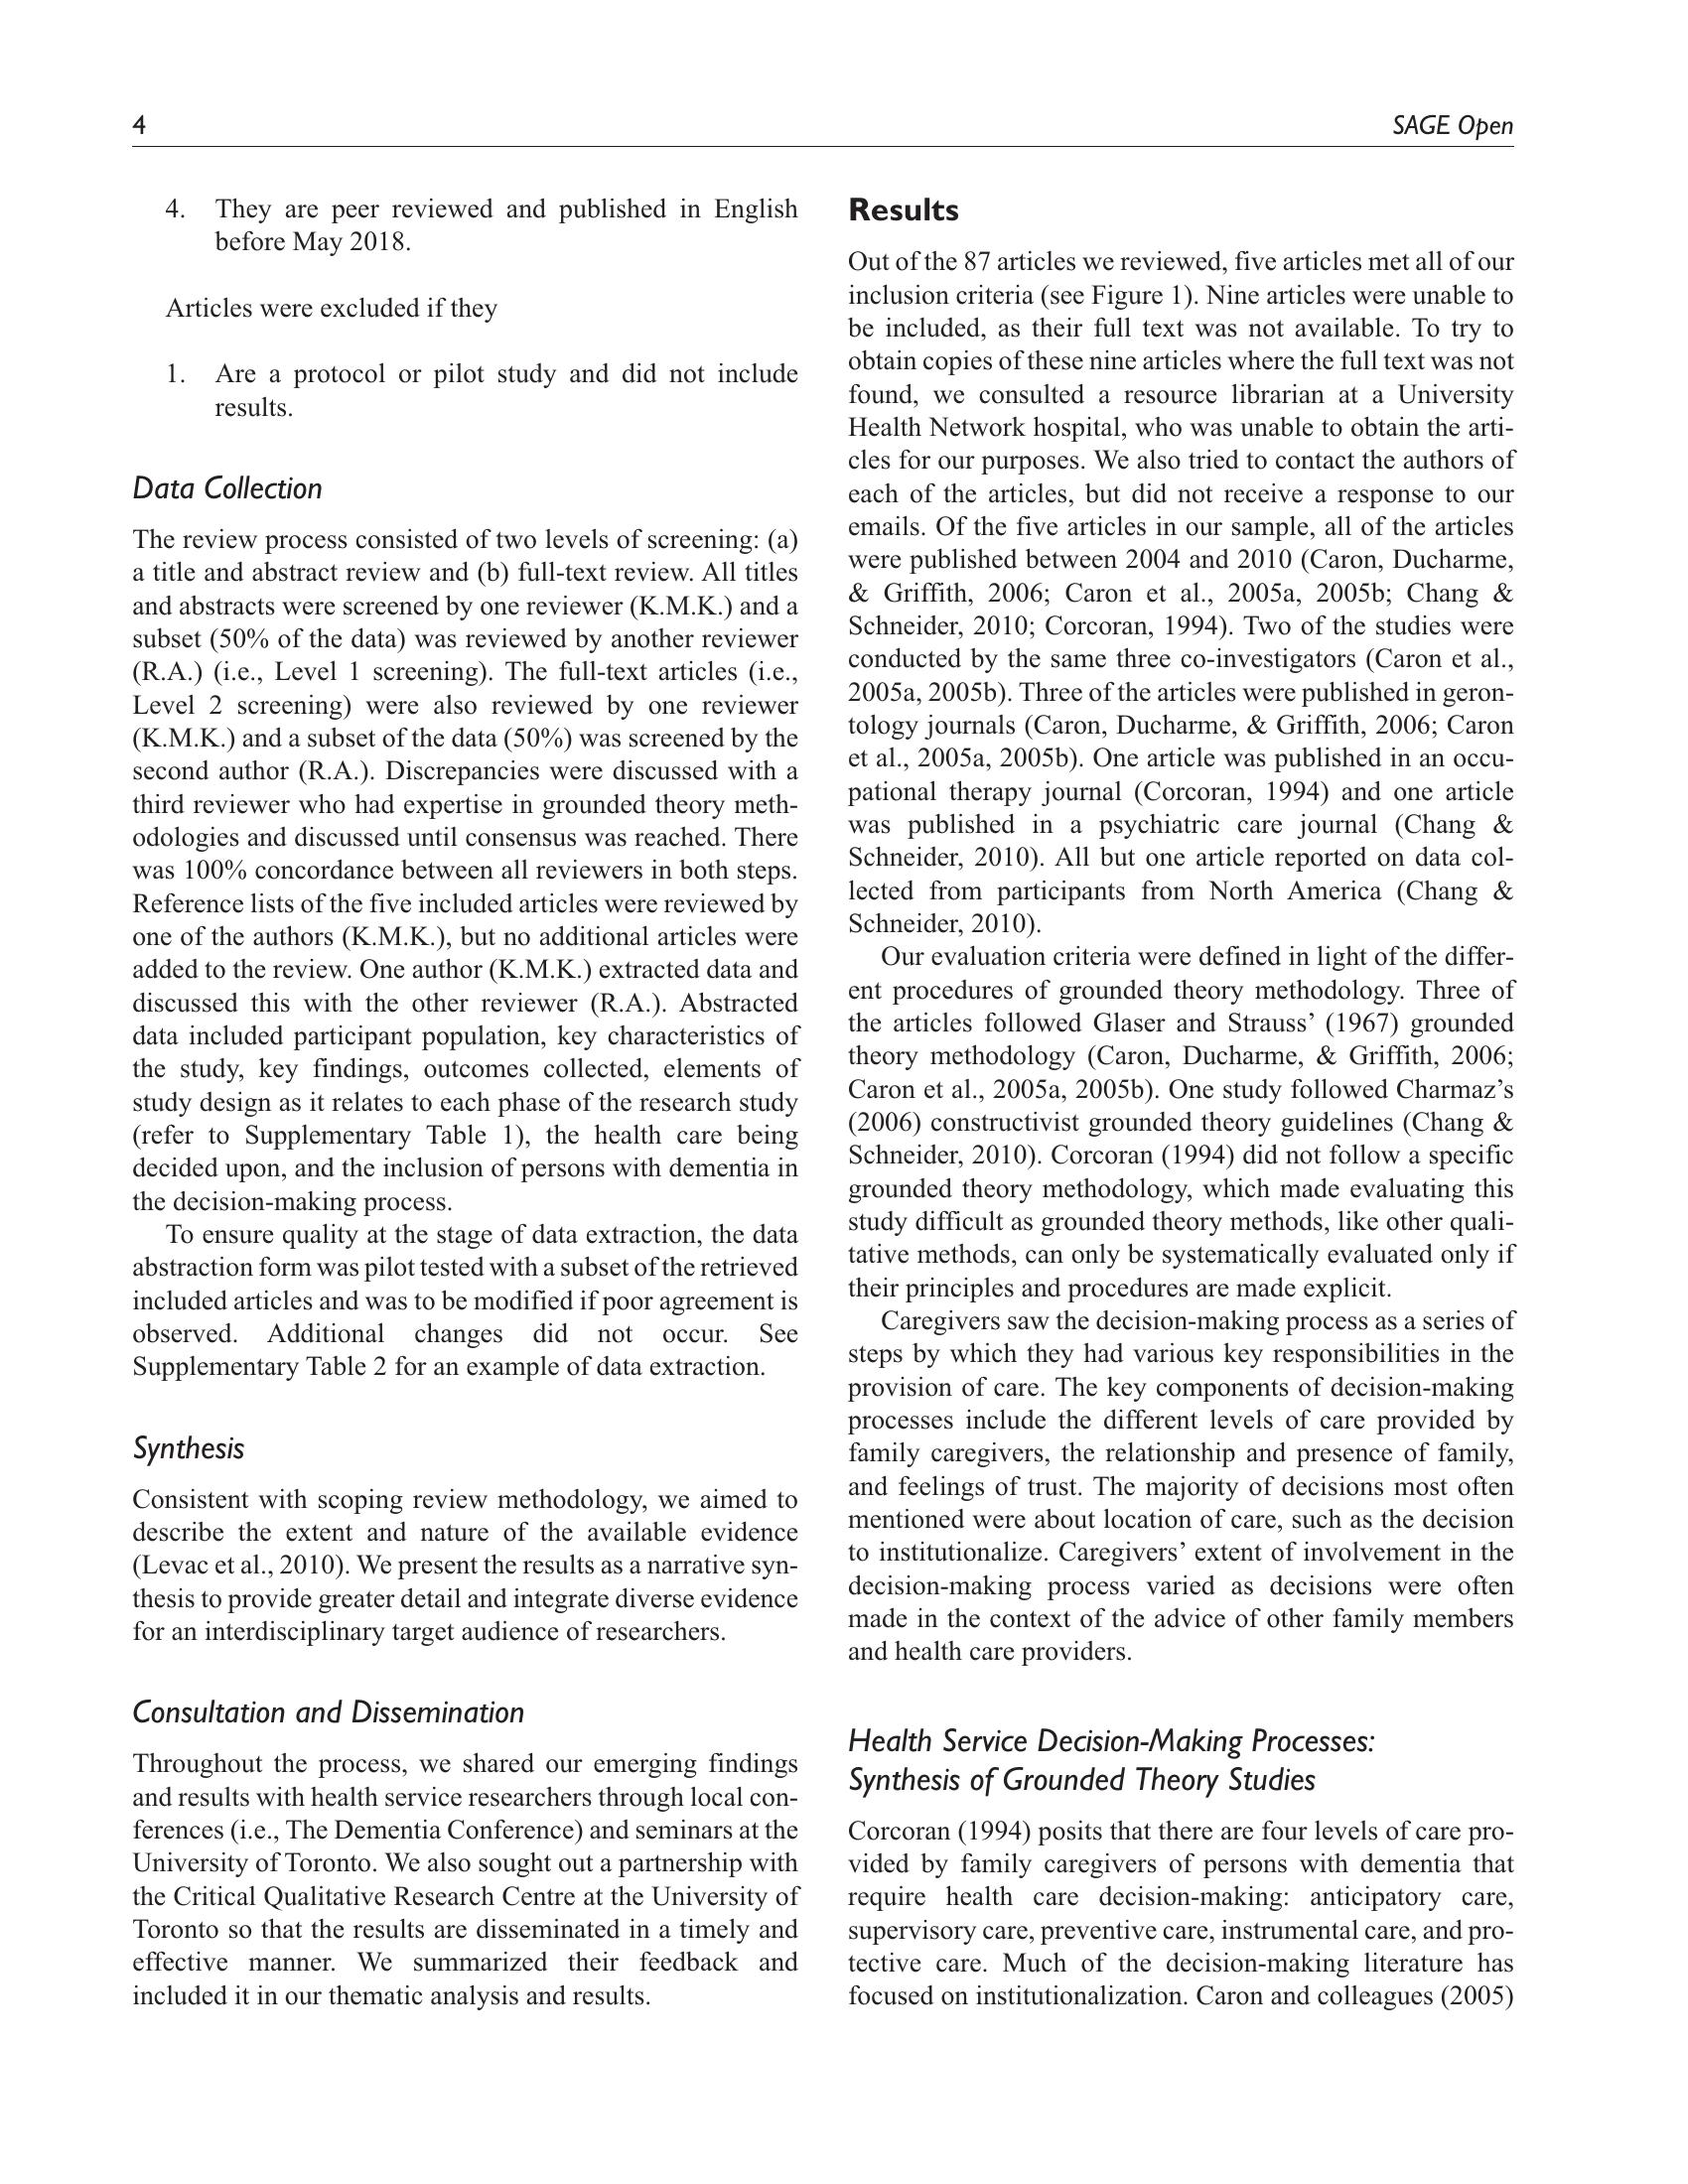 4
SAGE Open
4. They are peer reviewed and published in English
before May 2018.
Articles were excluded if they
1. Are a protocol or pilot study and did not include
results.
Data Collection
The review process consisted of two levels of screening: (a)
a title and abstract review and (b) full-text review. All titles
and abstracts were screened by one reviewer (K.M.K.) and a
subset (50% of the data) was reviewed by another reviewer
(R.A.) (i.e., Level 1 screening). The full-text articles (i.e.,
Level 2 screening) were also reviewed by one reviewer
(K.M.K.) and a subset of the data (50%) was screened by the
second author (R.A.). Discrepancies were discussed with a
third reviewer who had expertise in grounded theory meth-
odologies and discussed until consensus was reached. There
was 100% concordance between all reviewers in both steps.
Reference lists of the five included articles were reviewed by
one of the authors (K.M.K.), but no additional articles were
added to the review. One author (K.M.K.) extracted data and
discussed this with the other reviewer (R.A.). Abstracted
data included participant population, key characteristics of
the study, key findings, outcomes collected, elements of
study design as it relates to each phase of the research study
(refer to Supplementary Table 1), the health care being
decided upon, and the inclusion of persons with dementia in
the decision-making process.
To ensure quality at the stage of data extraction, the data
abstraction form was pilot tested with a subset of the retrieved
included articles and was to be modified if poor agreement is
observed. Additional changes did not occur. See
Supplementary Table 2 for an example of data extraction.
Synthesis
Consistent with scoping review methodology, we aimed to
describe the extent and nature of the available evidence
(Levac et al., 2010). We present the results as a narrative syn-
thesis to provide greater detail and integrate diverse evidence
for an interdisciplinary target audience of researchers.
Consultation and Dissemination
Throughout the process, we shared our emerging findings
and results with health service researchers through local con-
ferences (i.e., The Dementia Conference) and seminars at the
University of Toronto. We also sought out a partnership with
the Critical Qualitative Research Centre at the University of
Toronto so that the results are disseminated in a timely and
effective manner. We summarized their feedback and
included it in our thematic analysis and results.
Results
Out of the 87 articles we reviewed, five articles met all of our
inclusion criteria (see Figure 1). Nine articles were unable to
be included, as their full text was not available. To try to
obtain copies of these nine articles where the full text was not
found, we consulted a resource librarian at a University
Health Network hospital, who was unable to obtain the arti-
cles for our purposes. We also tried to contact the authors of
each of the articles, but did not receive a response to our
emails. Of the five articles in our sample, all of the articles
were published between 2004 and 2010 (Caron, Ducharme,
& Griffith, 2006; Caron et al., 2005a, 2005b; Chang &
Schneider, 2010; Corcoran, 1994). Two of the studies were
conducted by the same three co-investigators (Caron et al.,
2005a, 2005b). Three of the articles were published in geron-
tology journals (Caron, Ducharme, & Griffith, 2006; Caron
et al., 2005a, 2005b). One article was published in an occu-
pational therapy journal (Corcoran, 1994) and one article
was published in a psychiatric care journal (Chang &
Schneider, 2010). All but one article reported on data col-
lected from participants from North America (Chang &
Schneider, 2010).
Our evaluation criteria were defined in light of the differ-
ent procedures of grounded theory methodology. Three of
the articles followed Glaser and Strauss’ (1967) grounded
theory methodology (Caron, Ducharme, & Griffith, 2006;
Caron et al., 2005a, 2005b). One study followed Charmaz’s
(2006) constructivist grounded theory guidelines (Chang &
Schneider, 2010). Corcoran (1994) did not follow a specific
grounded theory methodology, which made evaluating this
study difficult as grounded theory methods, like other quali-
tative methods, can only be systematically evaluated only if
their principles and procedures are made explicit.
Caregivers saw the decision-making process as a series of
steps by which they had various key responsibilities in the
provision of care. The key components of decision-making
processes include the different levels of care provided by
family caregivers, the relationship and presence of family,
and feelings of trust. The majority of decisions most often
mentioned were about location of care, such as the decision
to institutionalize. Caregivers’ extent of involvement in the
decision-making process varied as decisions were often
made in the context of the advice of other family members
and health care providers.
Health Service Decision-Making Processes:
Synthesis of Grounded Theory Studies
Corcoran (1994) posits that there are four levels of care pro-
vided by family caregivers of persons with dementia that
require health care decision-making: anticipatory care,
supervisory care, preventive care, instrumental care, and pro-
tective care. Much of the decision-making literature has
focused on institutionalization. Caron and colleagues (2005)